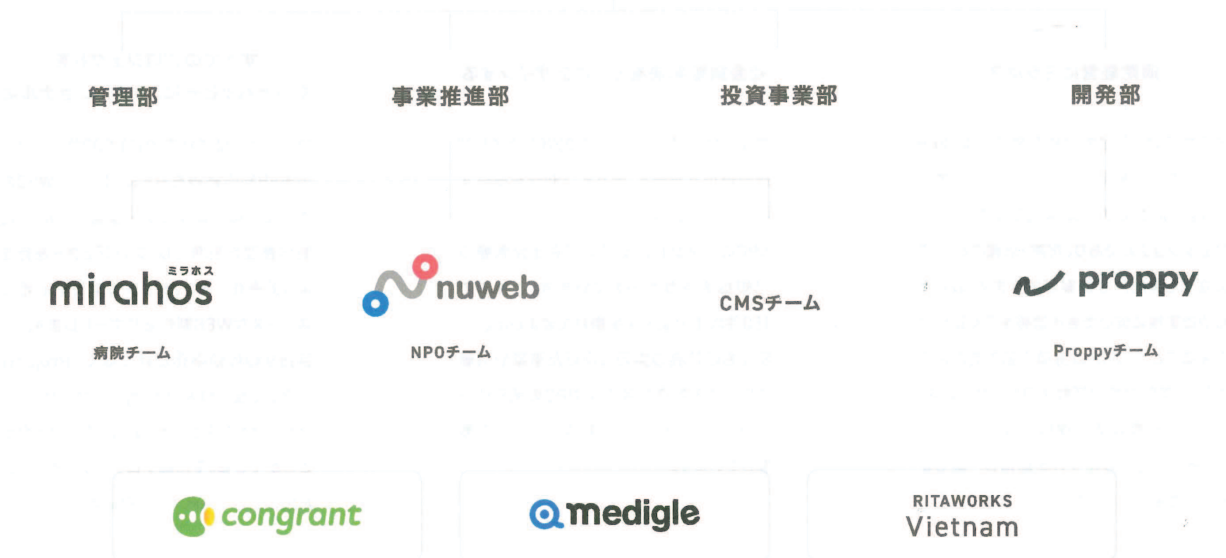 管理部
事業推進部
投資事業部
開発部
ミラホス
mirahos
nuweb
CMSチーム
proppy
病院チーム
NPOチーム
Proppyチーム
congrant
medigle
RITAWORKS
Vietnam